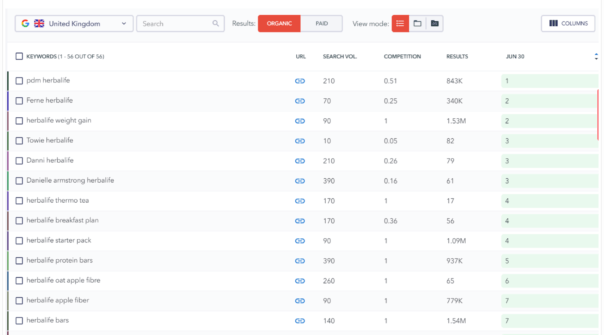 United Kingdom Search Results: ORGANIC PAID View mode: COLUMNS
KEYWORDS (1 - 56 OUT OF 56) URL SEARCH VOL. COMPETITION RESULTS JUN 30
pdm herbalife 210 0.51 843K 1
Ferne herbalife 70 0.25 340K 2
herbalife weight gain 90 1 1.53M 2
Towie herbalife 10 0.05 82 3
Danni herbalife 210 0.26 79 3
Danielle armstrong herbalife 390 0.16 61 3
herbalife thermo tea 170 1 17 4
herbalife breakfast plan 170 0.36 56 4
herbalife starter pack 90 1 1.09M 4
herbalife protein bars 390 1 937K 5
herbalife oat apple fibre 260 1 65 6
herbalife apple fiber 90 1 779K 7
herbalife bars 140 1 1.54M 7